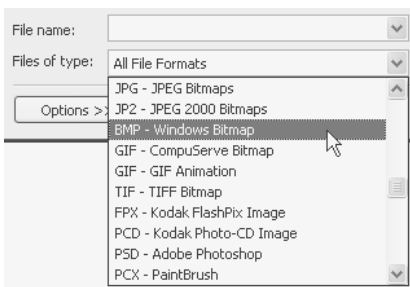 File name:
Files of type: All File Formats
JPG - JPEG Bitmaps
Options >> JP2 - JPEG 2000 Bitmaps
BMP - Windows Bitmap
GIF - CompuServe Bitmap
GIF - GIF Animation
TIF - TIFF Bitmap
FPX - Kodak FlashPix Image
PCD - Kodak Photo-CD Image
PSD - Adobe Photoshop
PCX - PaintBrush